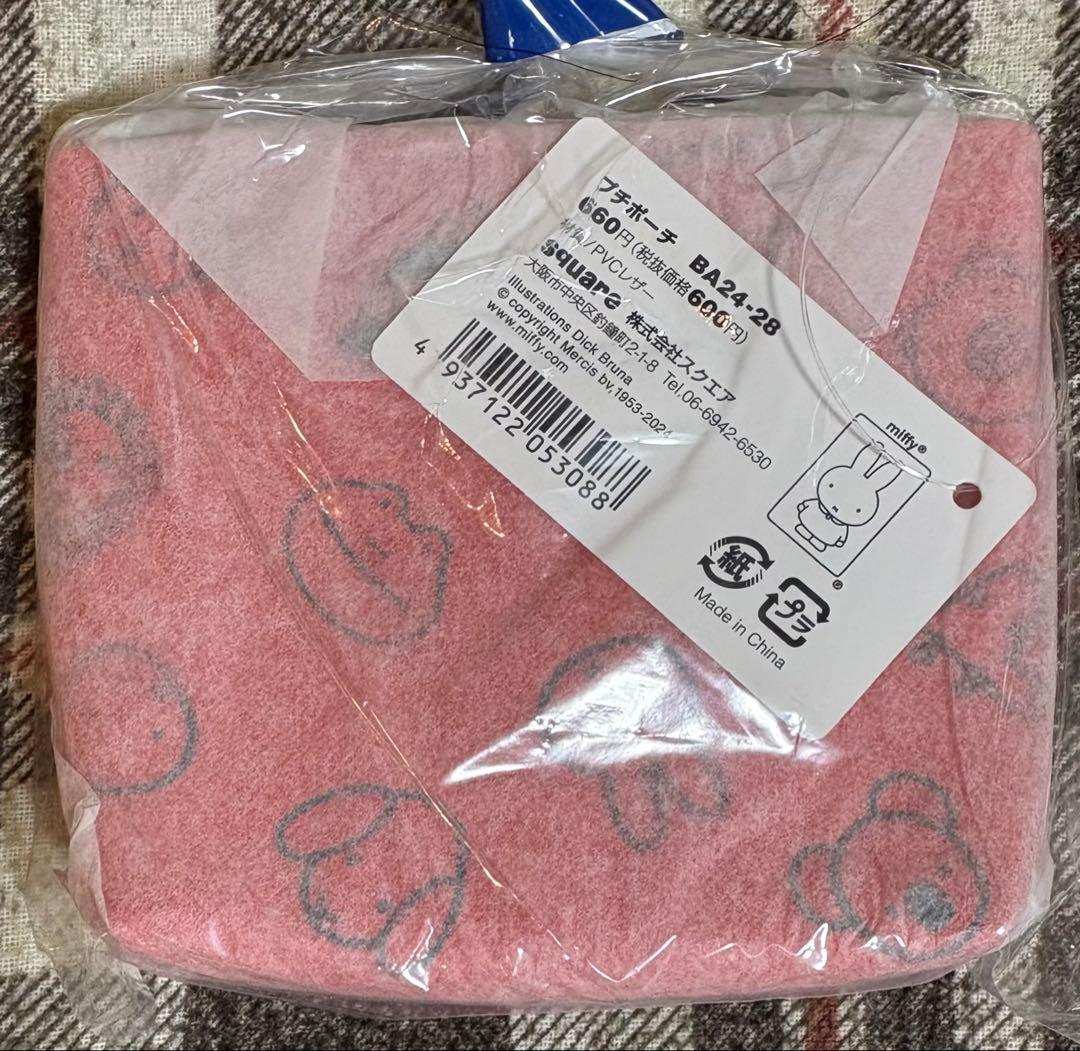 プチポーチ BA24-28
660円(税抜価格600円)
材質/PVCレザー
square 株式会社スクエア
大阪市中央区釣鐘町2-1-8 Tel.06-6942-6530
Illustrations Dick Bruna
© copyright Mercis bv,1953-2024
www.miffy.com
4 937122 053088
miffy®
®
紙
プラ
Made in China